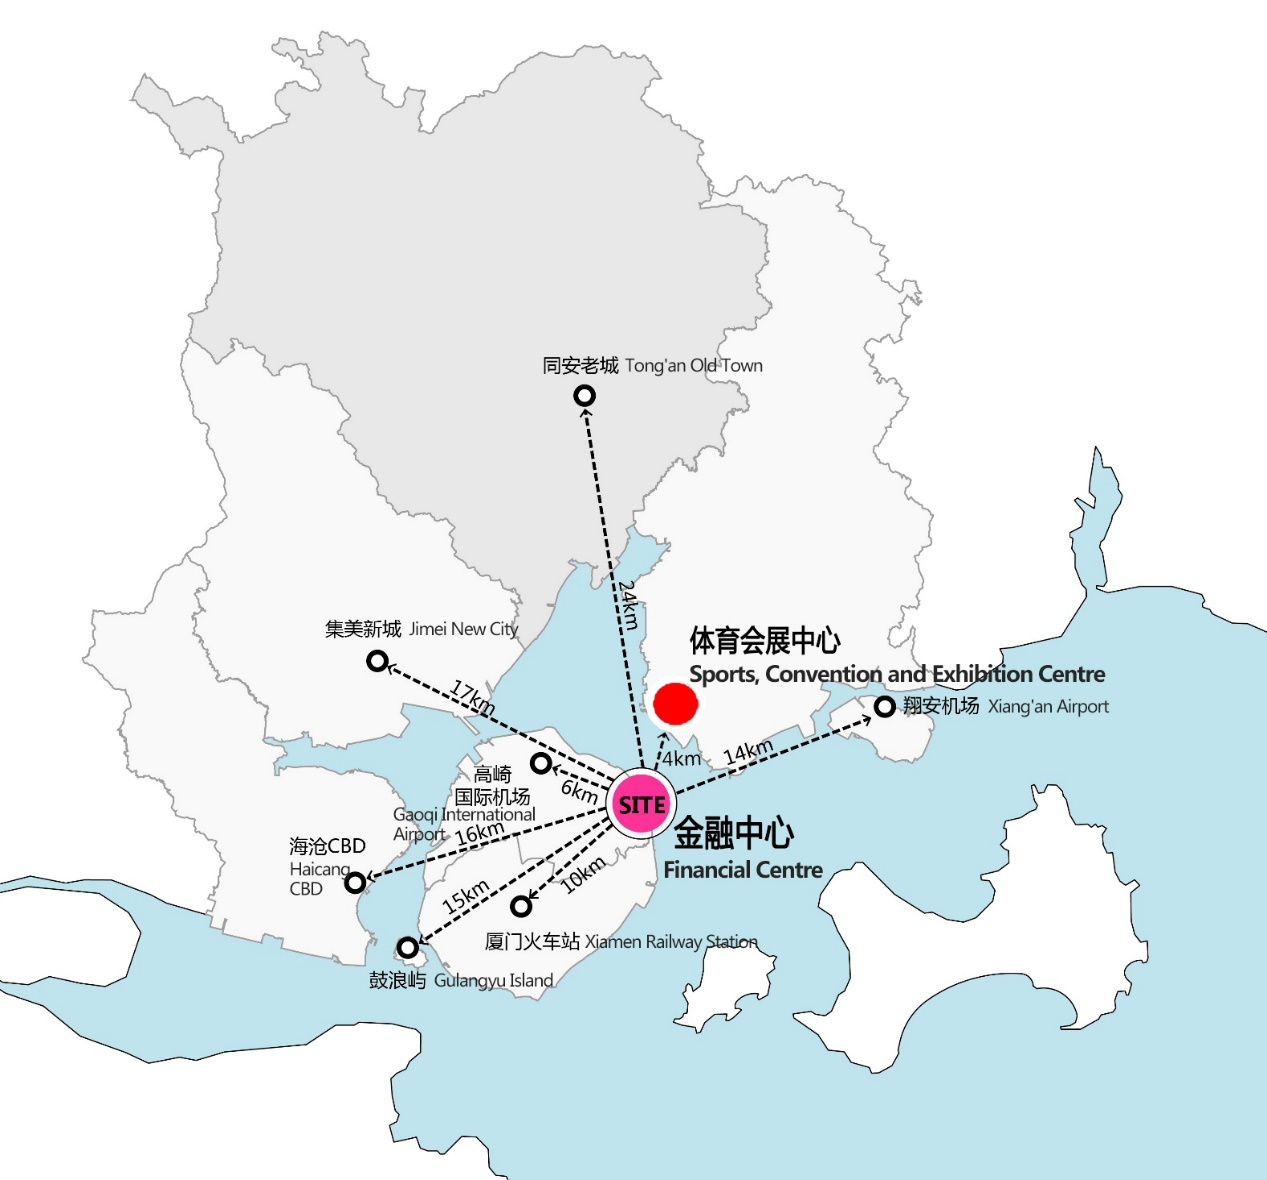 同安老城 Tong'an Old Town
24km
集美新城 Jimei New City
17km
体育会展中心
Sports, Convention and Exhibition Centre
翔安机场 Xiang'an Airport
14km
4km
高崎
国际机场
Gaoqi International
Airport
6km
SITE
金融中心
Financial Centre
16km
海沧CBD
Haicang
CBD
15km
10km
厦门火车站 Xiamen Railway Station
鼓浪屿 Gulangyu Island